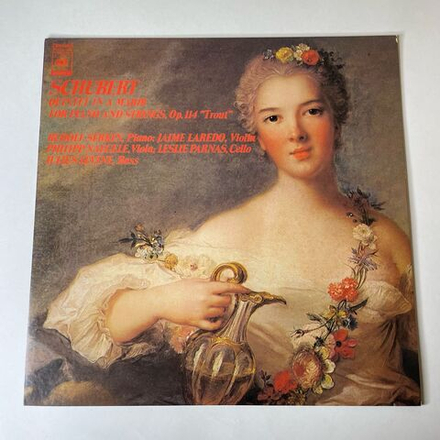 SCHUBERT
QUINTET IN A MAJOR
FOR PIANO AND STRINGS, Op. 114 "Trout"
RUDOLF SERKIN, Piano; JAIME LAREDO, Violin
PHILIPP NAEGELE, Viola; LESLIE PARNAS, Cello
JULIUS LEVINE, Bass